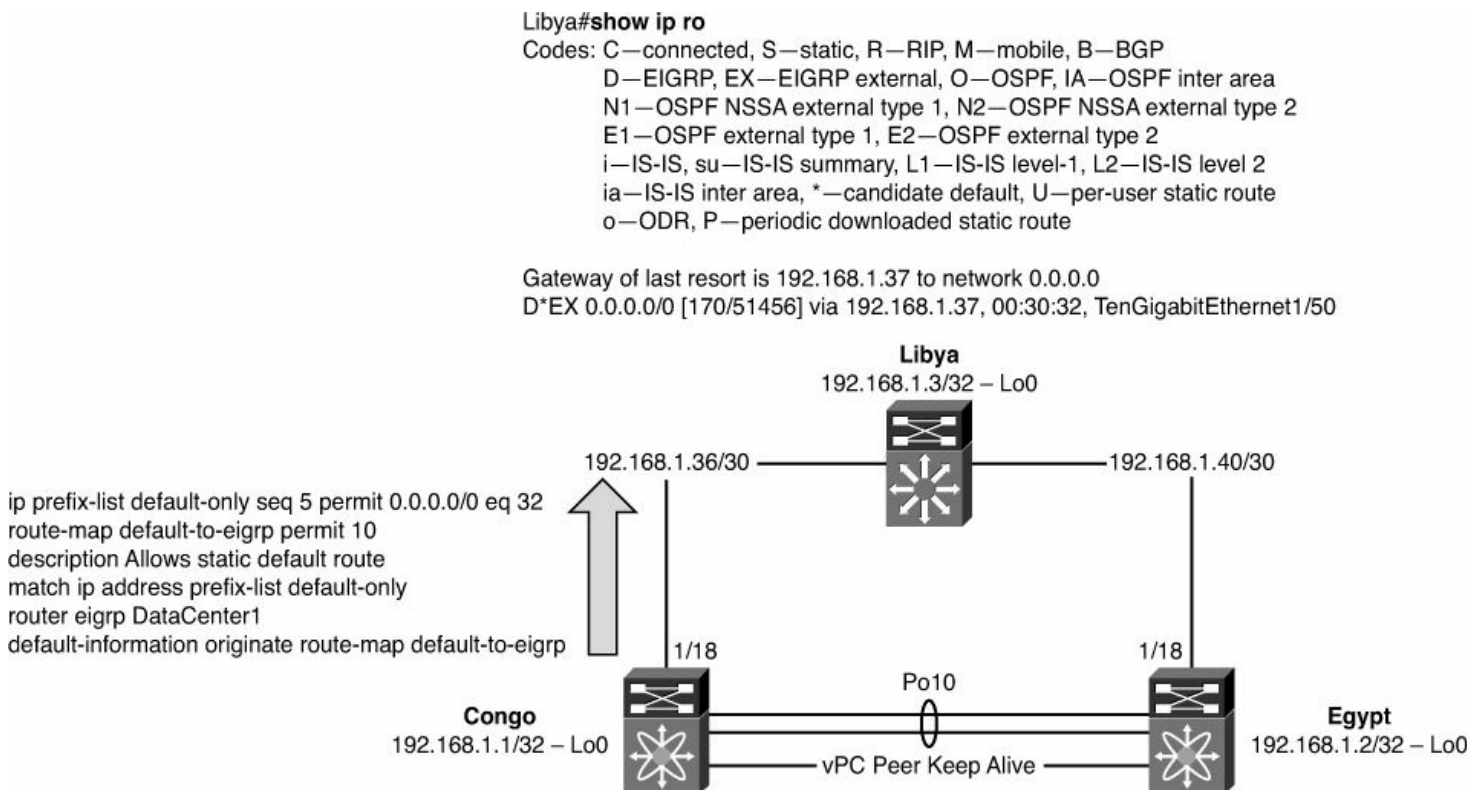 Libya#show ip ro
Codes: C—connected, S—static, R—RIP, M—mobile, B—BGP
D—EIGRP, EX—EIGRP external, O—OSPF, IA—OSPF inter area
N1—OSPF NSSA external type 1, N2—OSPF NSSA external type 2
E1—OSPF external type 1, E2—OSPF external type 2
i—IS-IS, su—IS-IS summary, L1—IS-IS level-1, L2—IS-IS level 2
ia—IS-IS inter area, *—candidate default, U—per-user static route
o—ODR, P—periodic downloaded static route
Gateway of last resort is 192.168.1.37 to network 0.0.0.0
D*EX 0.0.0.0/0 [170/51456] via 192.168.1.37, 00:30:32, TenGigabitEthernet1/50
Libya
192.168.1.3/32 – Lo0
192.168.1.36/30
192.168.1.40/30
ip prefix-list default-only seq 5 permit 0.0.0.0/0 eq 32
route-map default-to-eigrp permit 10
description Allows static default route
match ip address prefix-list default-only
router eigrp DataCenter1
default-information originate route-map default-to-eigrp
1/18
1/18
Po10
Congo
192.168.1.1/32 – Lo0
vPC Peer Keep Alive
Egypt
192.168.1.2/32 – Lo0